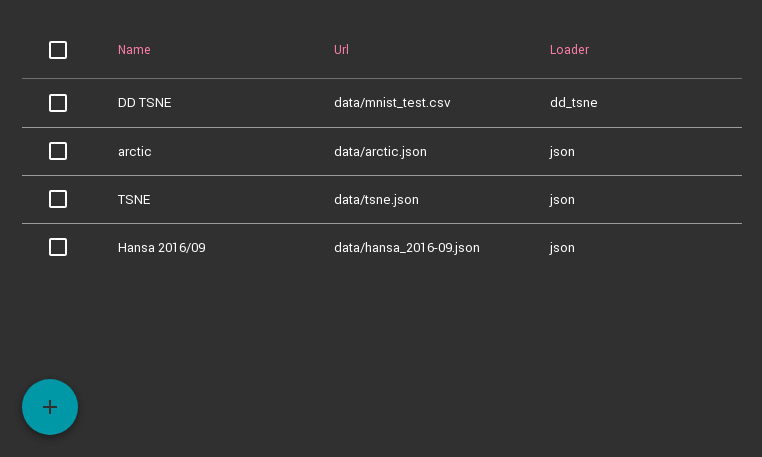 Name Url Loader
DD TSNE data/mnist_test.csv dd_tsne
arctic data/arctic.json json
TSNE data/tsne.json json
Hansa 2016/09 data/hansa_2016-09.json json
+